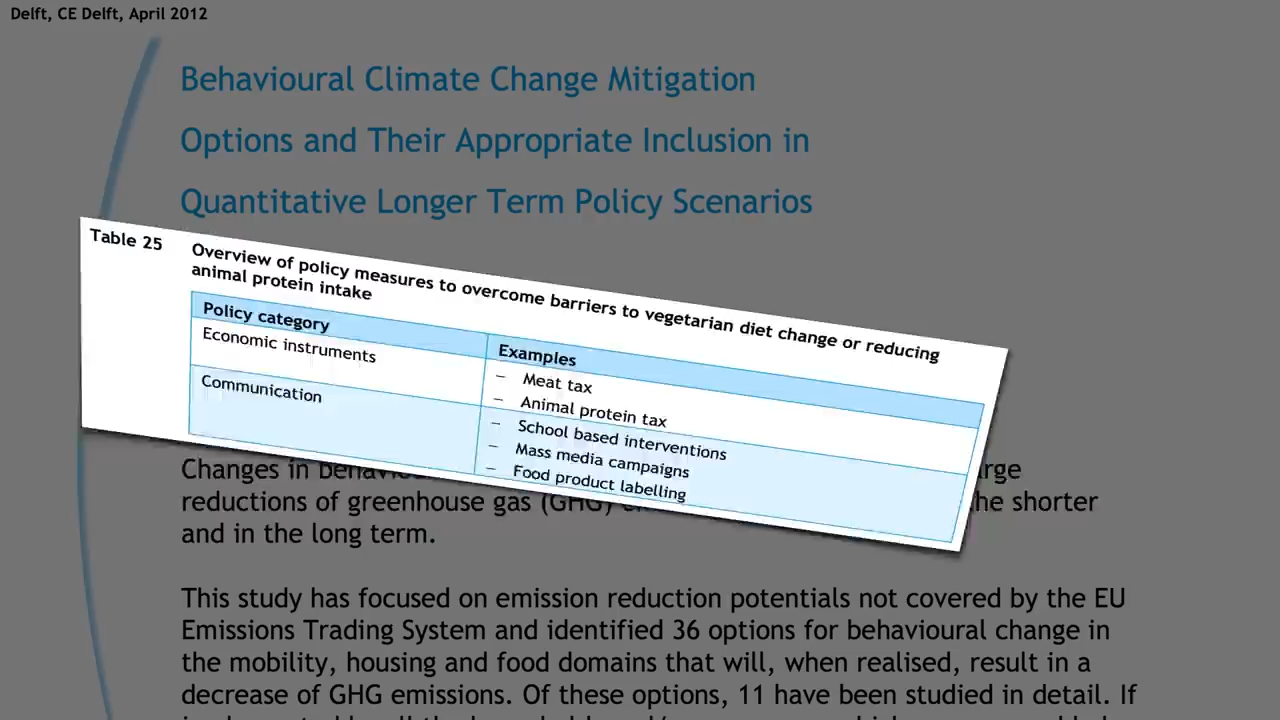 Delft, CE Delft, April 2012
Behavioural Climate Change Mitigation
Options and Their Appropriate Inclusion in
Quantitative Longer Term Policy Scenarios
Table 25
Overview of policy measures to overcome barriers to vegetarian diet change or reducing
animal protein intake
Policy category
Examples
Economic instruments
– Meat tax
– Animal protein tax
Communication
– School based interventions
– Mass media campaigns
– Food product labelling
Changes in
reductions of greenhouse gas (GHG) the shorter
and in the long term.
This study has focused on emission reduction potentials not covered by the EU
Emissions Trading System and identified 36 options for behavioural change in
the mobility, housing and food domains that will, when realised, result in a
decrease of GHG emissions. Of these options, 11 have been studied in detail. If